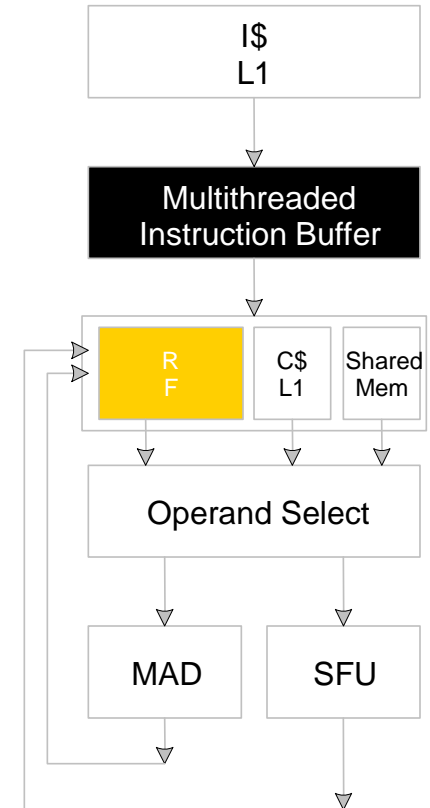 I$
L1
Multithreaded
Instruction Buffer
R
F
C$
L1
Shared
Mem
Operand Select
MAD
SFU